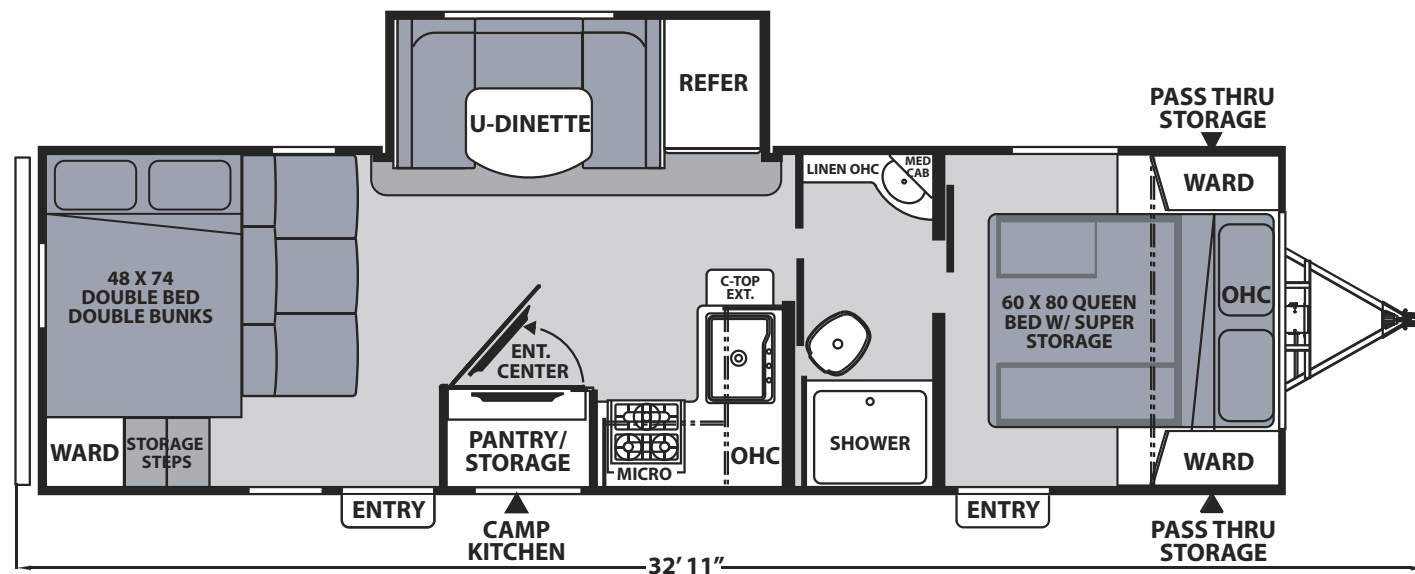 REFER
U-DINETTE
PASS THRU
STORAGE
LINEN OHC
MED
CAB
WARD
48 X 74
DOUBLE BED
DOUBLE BUNKS
C-TOP
EXT.
60 X 80 QUEEN
BED W/ SUPER
STORAGE
OHC
ENT.
CENTER
WARD
STORAGE
STEPS
PANTRY/
STORAGE
MICRO
OHC
SHOWER
WARD
ENTRY
CAMP
KITCHEN
ENTRY
PASS THRU
STORAGE
32’ 11”